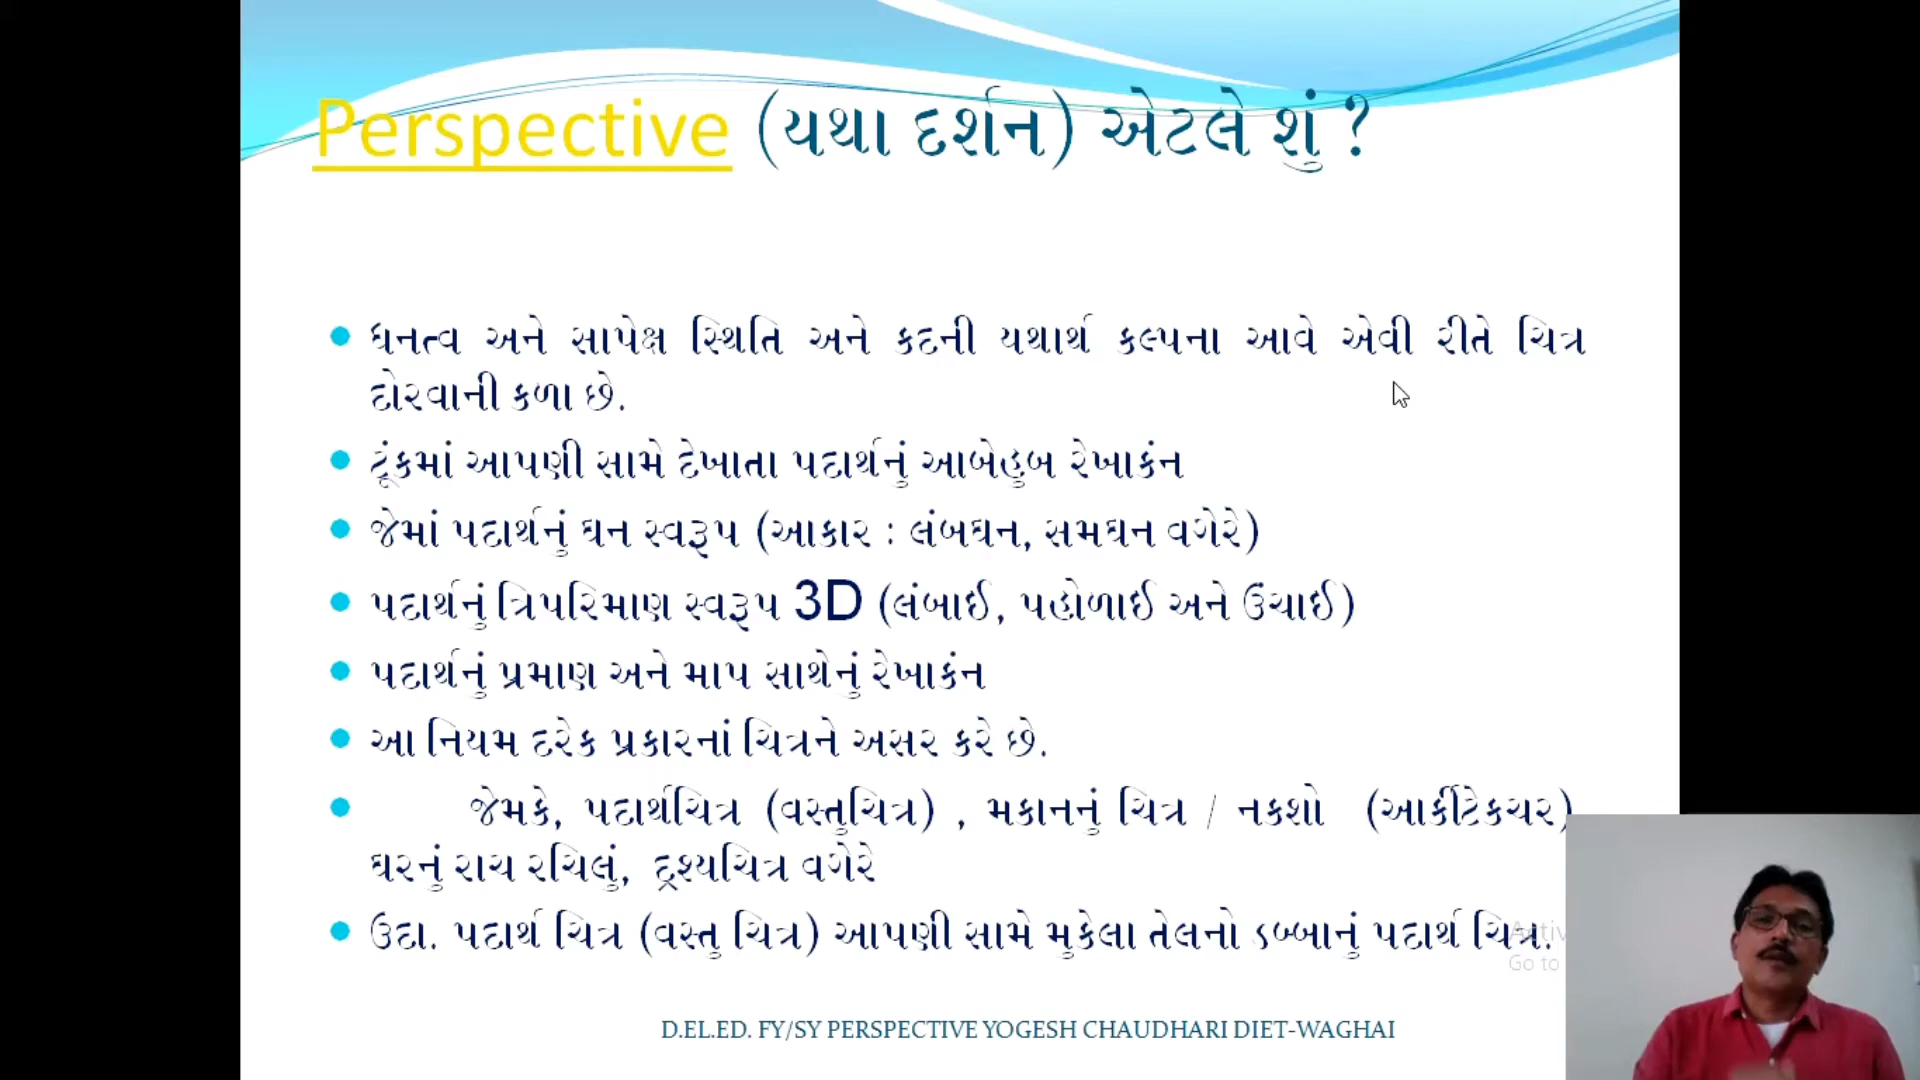 Perspective (યથા દર્શન) એટલે શું ?
ઘનત્વ અને સાપેક્ષ સ્થિતિ અને કદની યથાર્થ કલ્પના આવે એવી રીતે ચિત્ર
દોરવાની કળા છે.
ટૂંકમાં આપણી સામે દેખાતા પદાર્થનું આબેહુબ રેખાકંન
જેમાં પદાર્થનું ઘન સ્વરૂપ (આકાર : લંબઘન, સમઘન વગેરે)
પદાર્થનું ત્રિપરિમાણ સ્વરૂપ 3D (લંબાઈ, પહોળાઈ અને ઉંચાઈ)
પદાર્થનું પ્રમાણ અને માપ સાથેનું રેખાકંન
આ નિયમ દરેક પ્રકારનાં ચિત્રને અસર કરે છે.
જેમકે, પદાર્થચિત્ર (વસ્તુચિત્ર) , મકાનનું ચિત્ર / નકશો (આર્કીટેકચર)
ઘરનું રાચ રચિલું, દ્રશ્યચિત્ર વગેરે
ઉદા. પદાર્થ ચિત્ર (વસ્તુ ચિત્ર) આપણી સામે મુકેલા તેલનો ડબ્બાનું પદાર્થ ચિત્ર.
Activ
Go to
D.EL.ED. FY/SY PERSPECTIVE YOGESH CHAUDHARI DIET-WAGHAI